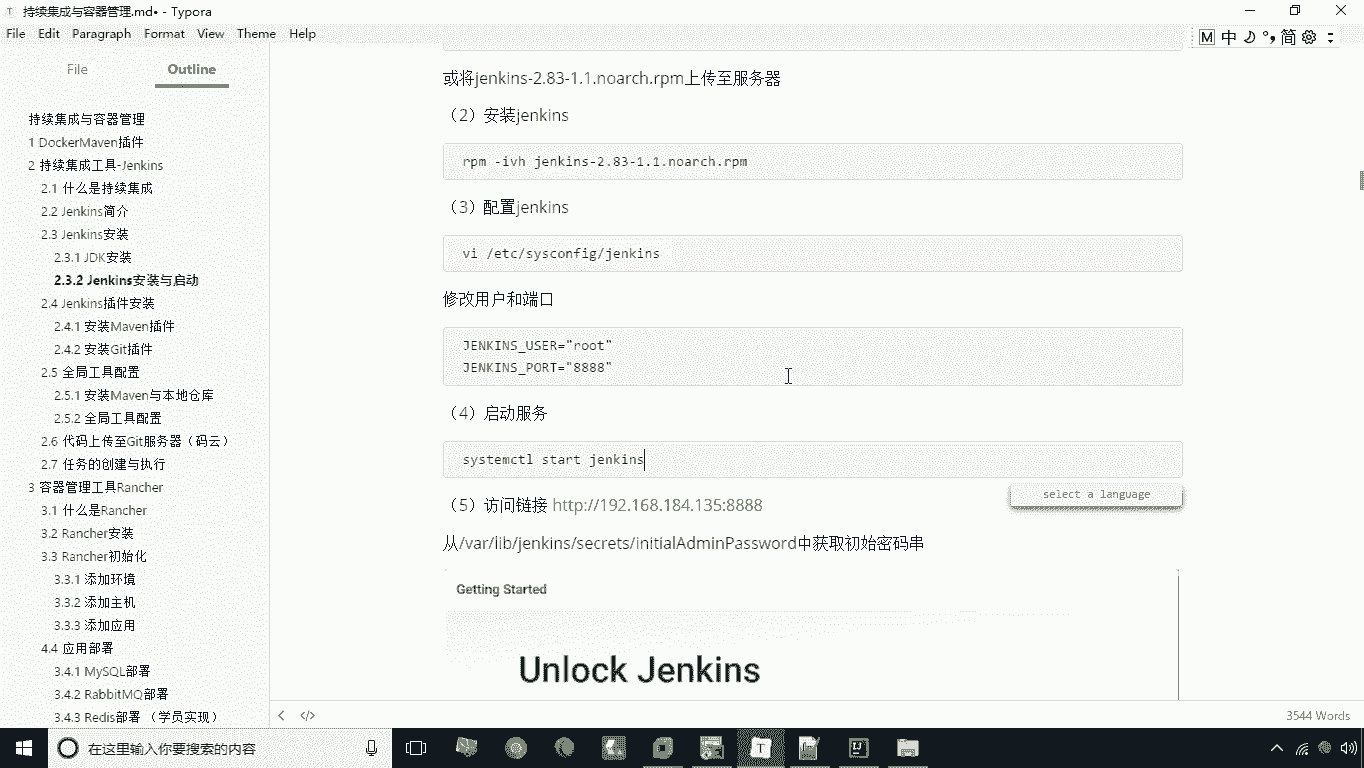 持续集成与容器管理.md• - Typora
File Edit Paragraph Format View Theme Help
M 中 简
File Outline
持续集成与容器管理
1 DockerMaven插件
2 持续集成工具-Jenkins
2.1 什么是持续集成
2.2 Jenkins简介
2.3 Jenkins安装
2.3.1 JDK安装
2.3.2 Jenkins安装与启动
2.4 Jenkins插件安装
2.4.1 安装Maven插件
2.4.2 安装Git插件
2.5 全局工具配置
2.5.1 安装Maven与本地仓库
2.5.2 全局工具配置
2.6 代码上传至Git服务器（码云）
2.7 任务的创建与执行
3 容器管理工具Rancher
3.1 什么是Rancher
3.2 Rancher安装
3.3 Rancher初始化
3.3.1 添加环境
3.3.2 添加主机
3.3.3 添加应用
4.4 应用部署
3.4.1 MySQL部署
3.4.2 RabbitMQ部署
3.4.3 Redis部署 （学员实现）
或将jenkins-2.83-1.1.noarch.rpm上传至服务器
（2）安装jenkins
rpm -ivh jenkins-2.83-1.1.noarch.rpm
（3）配置jenkins
vi /etc/sysconfig/jenkins
修改用户和端口
JENKINS_USER="root"
JENKINS_PORT="8888"
（4）启动服务
systemctl start jenkins
select a language
（5）访问链接 http://192.168.184.135:8888
从/var/lib/jenkins/secrets/initialAdminPassword中获取初始密码串
Getting Started
Unlock Jenkins
3544 Words
在这里输入你要搜索的内容